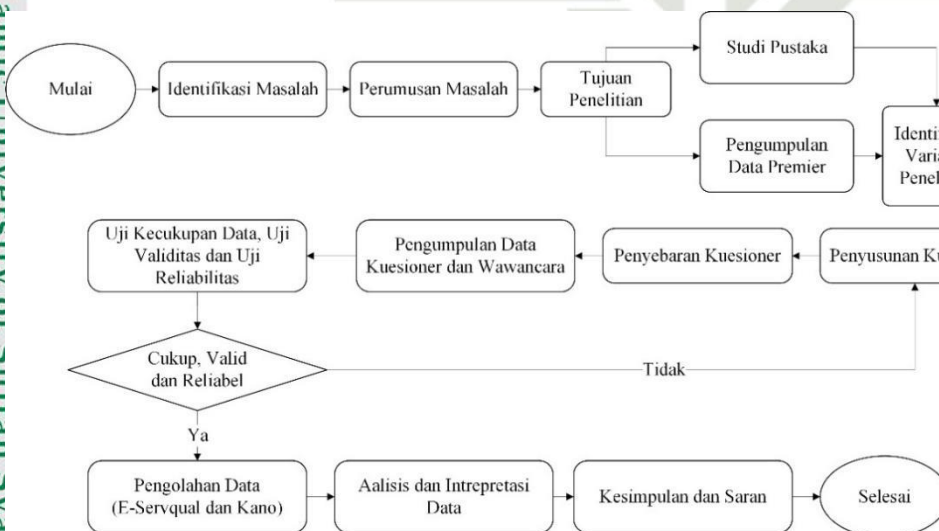 Mulai
Identifikasi Masalah
Perumusan Masalah
Tujuan
Penelitian
Studi Pustaka
Pengumpulan
Data Premier
Penyusunan
Penyebaran Kuesioner
Pengumpulan Data
Kuesioner dan Wawancara
Uji Kecukupan Data, Uji
Validitas dan Uji
Reliabilitas
Cukup, Valid
dan Reliabel
Tidak
Ya
Pengolahan Data
(E-Servqual dan Kano)
Aalisis dan Intrepretasi
Data
Kesimpulan dan Saran
Selesai